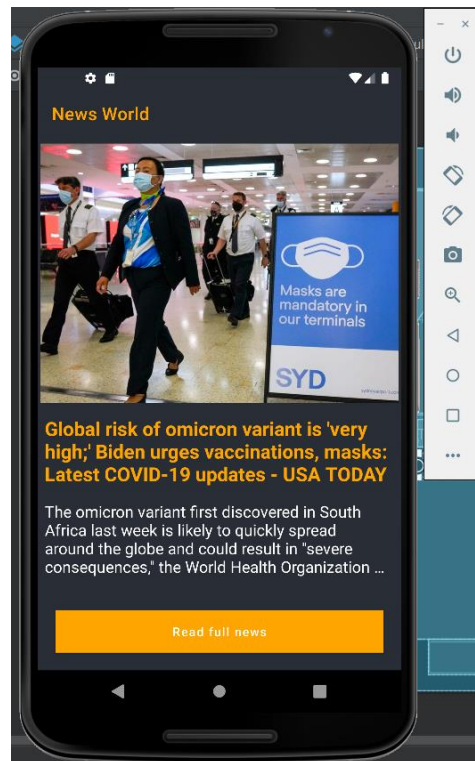 News World
Masks are
mandatory in
our terminals
SYD
Global risk of omicron variant is 'very
high;' Biden urges vaccinations, masks:
Latest COVID-19 updates - USA TODAY
The omicron variant first discovered in South
Africa last week is likely to quickly spread
around the globe and could result in "severe
consequences," the World Health Organization ...
Read full news